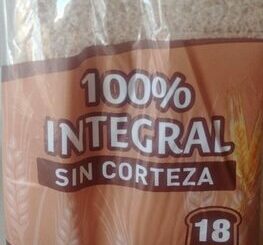 100%
INTEGRAL
SIN CORTEZA
18